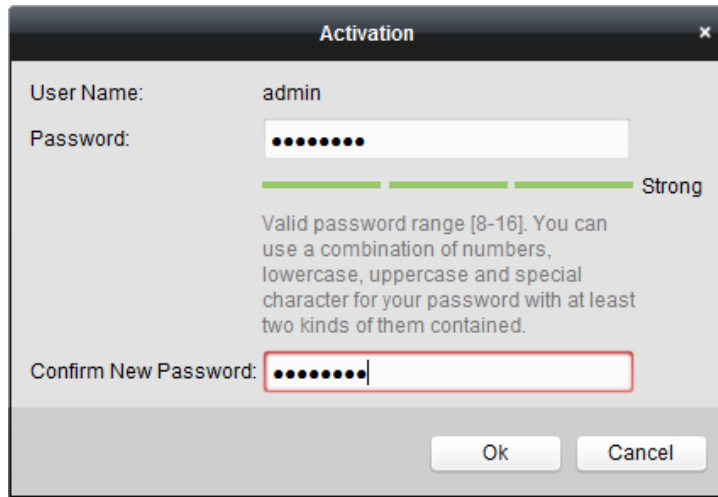 Activation ×
User Name: admin
Password: ●●●●●●●●
Strong
Valid password range [8-16]. You can
use a combination of numbers,
lowercase, uppercase and special
character for your password with at least
two kinds of them contained.
Confirm New Password: ●●●●●●●●
Ok Cancel